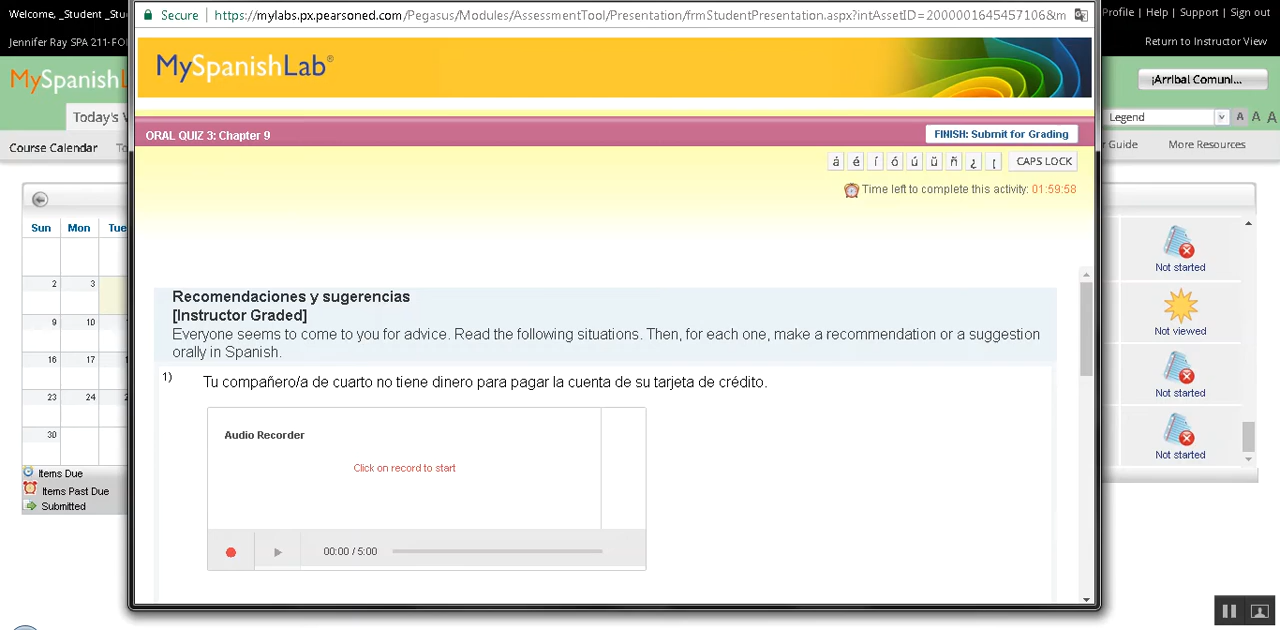 Welcome, _Student _Stu
Profile | Help | Support | Sign out
Jennifer Ray SPA 211-FOI
Return to Instructor View
Secure | https://mylabs.px.pearsoned.com/Pegasus/Modules/AssessmentTool/Presentation/frmStudentPresentation.aspx?intAssetID=2000001645457106&m
MySpanishLab®
MySpanishL
¡Arriba! Comuni...
Today's V
Legend
A A A
Course Calendar To
r Guide More Resources
ORAL QUIZ 3: Chapter 9
FINISH: Submit for Grading
á é í ó ú ü ñ ¿ CAPS LOCK
Time left to complete this activity: 01:59:58
Sun Mon Tue
2 3
9 10
16 17
23 24 2
30
Items Due
Items Past Due
Submitted
Recomendaciones y sugerencias
[Instructor Graded]
Everyone seems to come to you for advice. Read the following situations. Then, for each one, make a recommendation or a suggestion
orally in Spanish.
1) Tu compañero/a de cuarto no tiene dinero para pagar la cuenta de su tarjeta de crédito.
Audio Recorder
Click on record to start
00:00 / 5:00
Not started
Not viewed
Not started
Not started